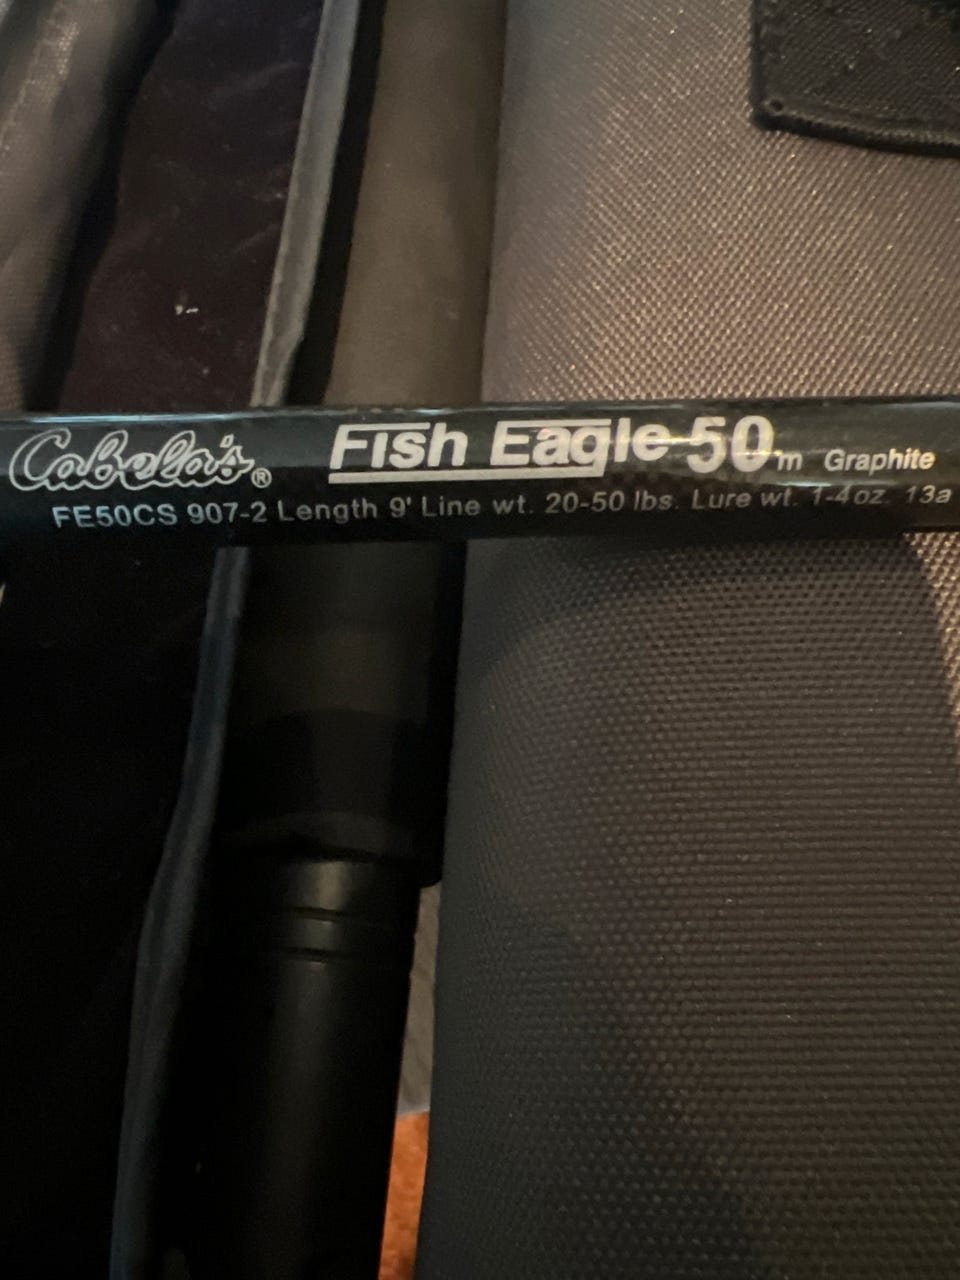 Cabela's® Fish Eagle 50m Graphite
FE50CS 907-2 Length 9' Line wt. 20-50 lbs. Lure wt. 1-4oz. 13a